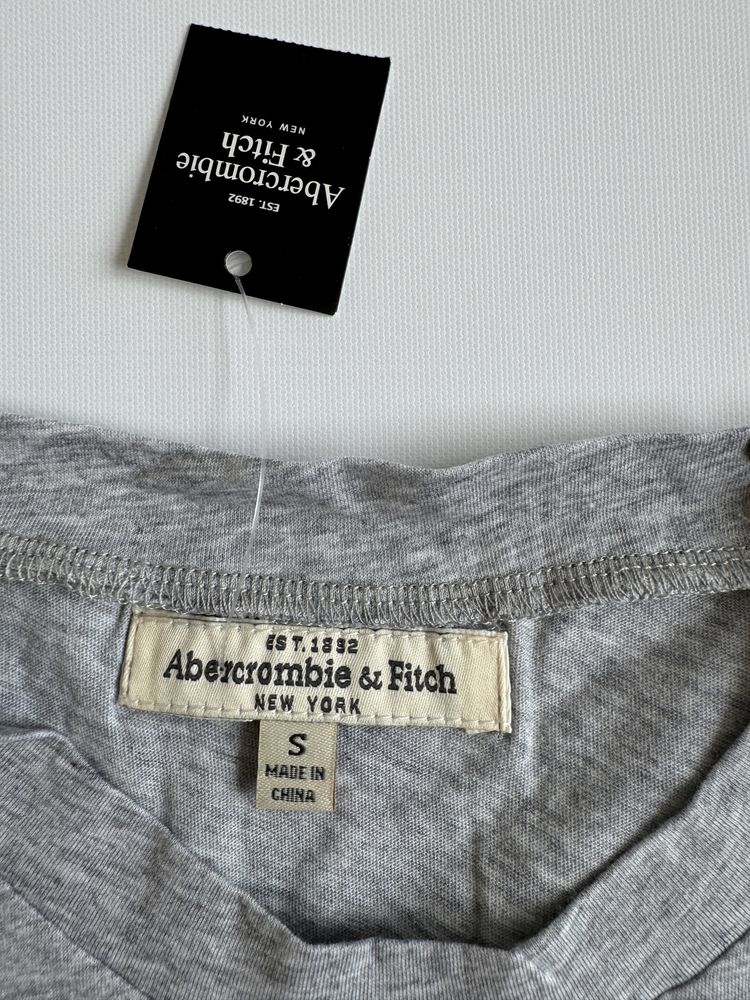 EST. 1892
Abercrombie
& Fitch
NEW YORK
EST. 1892
Abercrombie & Fitch
NEW YORK
S
MADE IN
CHINA